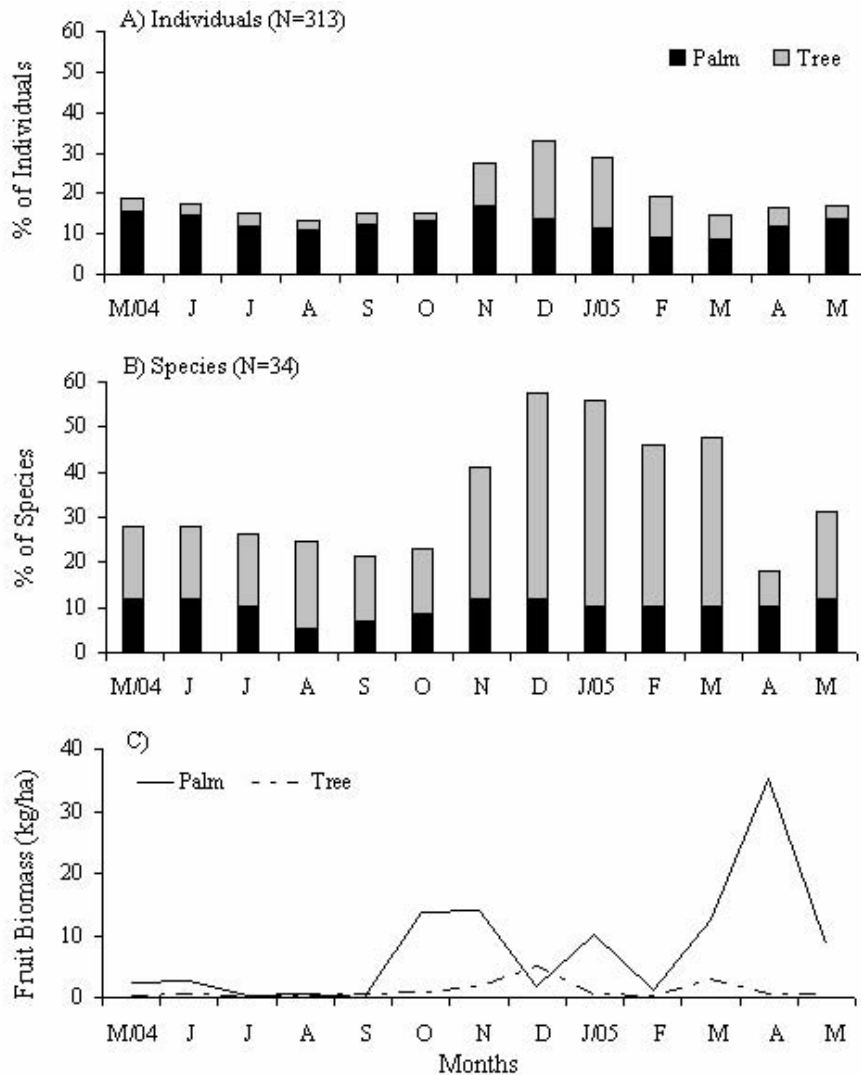 A) Individuals (N=313)
Palm Tree
% of Individuals
60
50
40
30
20
10
0
M/04 J J A S O N D J/05 F M A M
B) Species (N=34)
% of Species
60
50
40
30
20
10
0
M/04 J J A S O N D J/05 F M A M
C)
Palm Tree
Fruit Biomass (kg/ha)
40
30
20
10
0
M/04 J J A S O N D J/05 F M A M
Months